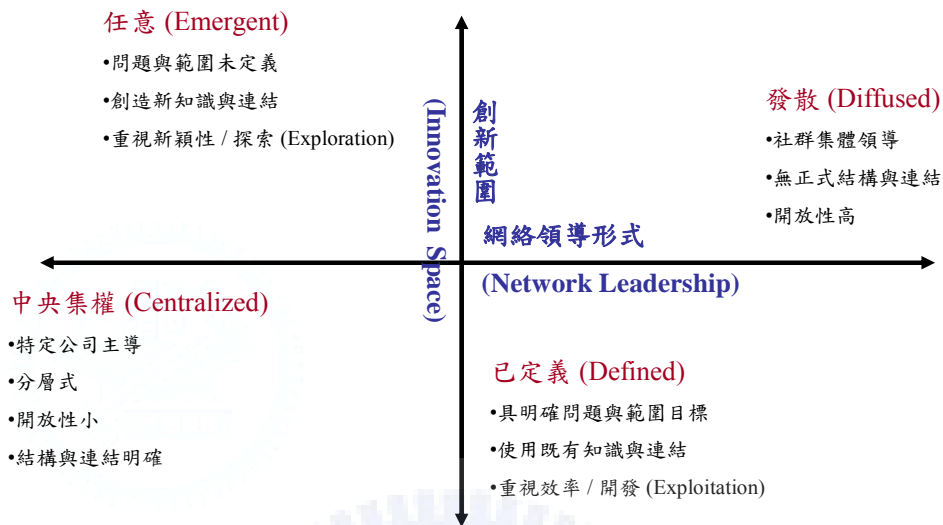 任意 (Emergent)
•問題與範圍未定義
•創造新知識與連結
•重視新穎性 / 探索 (Exploration)
創新範圍
(Innovation Space)
發散 (Diffused)
•社群集體領導
•無正式結構與連結
•開放性高
網絡領導形式
(Network Leadership)
中央集權 (Centralized)
•特定公司主導
•分層式
•開放性小
•結構與連結明確
已定義 (Defined)
•具明確問題與範圍目標
•使用既有知識與連結
•重視效率 / 開發 (Exploitation)